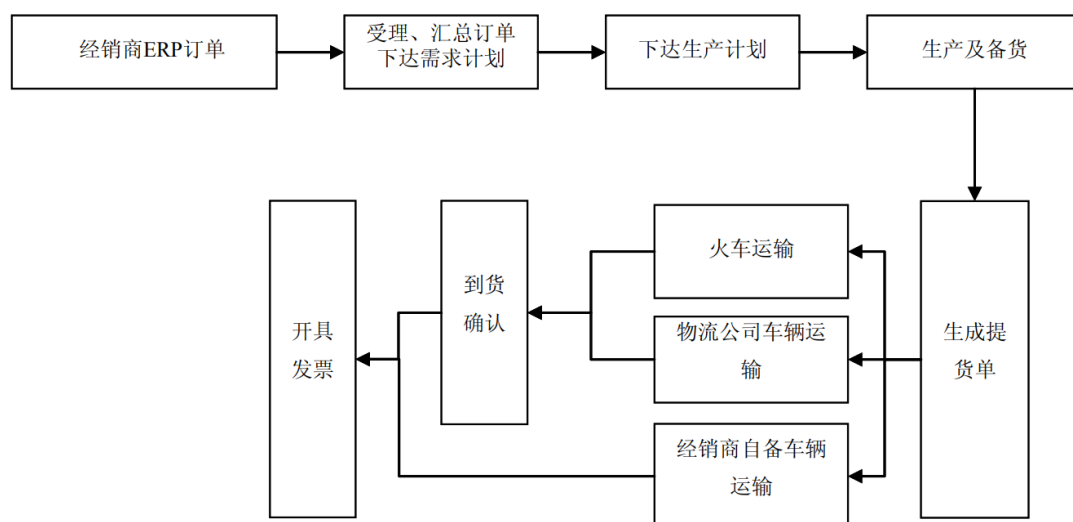 经销商ERP订单
受理、汇总订单
下达需求计划
下达生产计划
生产及备货
火车运输
到货
确认
物流公司车辆运
输
开具
发票
生成提
货单
经销商自备车辆
运输